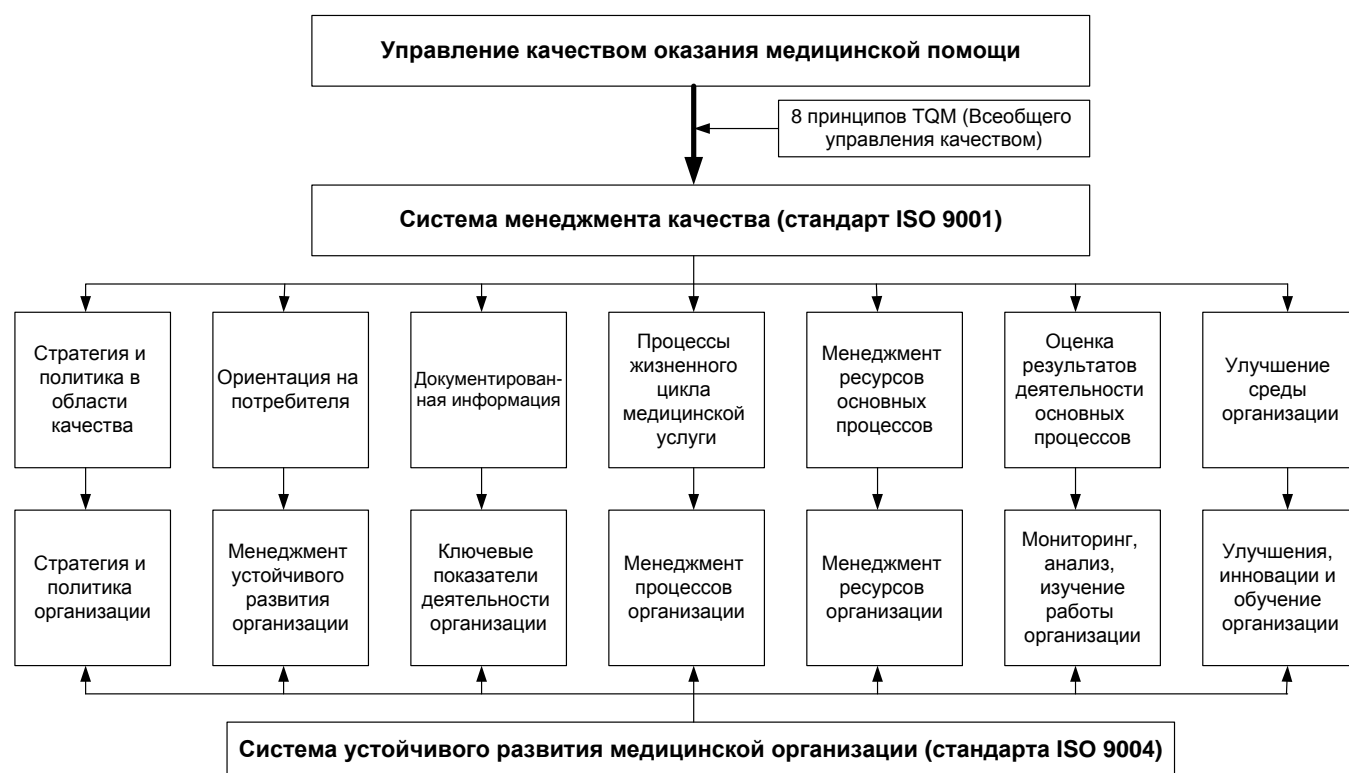 Управление качеством оказания медицинской помощи
8 принципов TQM (Всеобщего
управления качеством)
Система менеджмента качества (стандарт ISO 9001)
Стратегия и
политика в
области
качества
Ориентация на
потребителя
Документирован-
ная информация
Процессы
жизненного
цикла
медицинской
услуги
Менеджмент
ресурсов
основных
процессов
Оценка
результатов
деятельности
основных
процессов
Улучшение
среды
организации
Стратегия и
политика
организации
Менеджмент
устойчивого
развития
организации
Ключевые
показатели
деятельности
организации
Менеджмент
процессов
организации
Менеджмент
ресурсов
организации
Мониторинг,
анализ,
изучение
работы
организации
Улучшения,
инновации и
обучение
организации
Система устойчивого развития медицинской организации (стандарта ISO 9004)